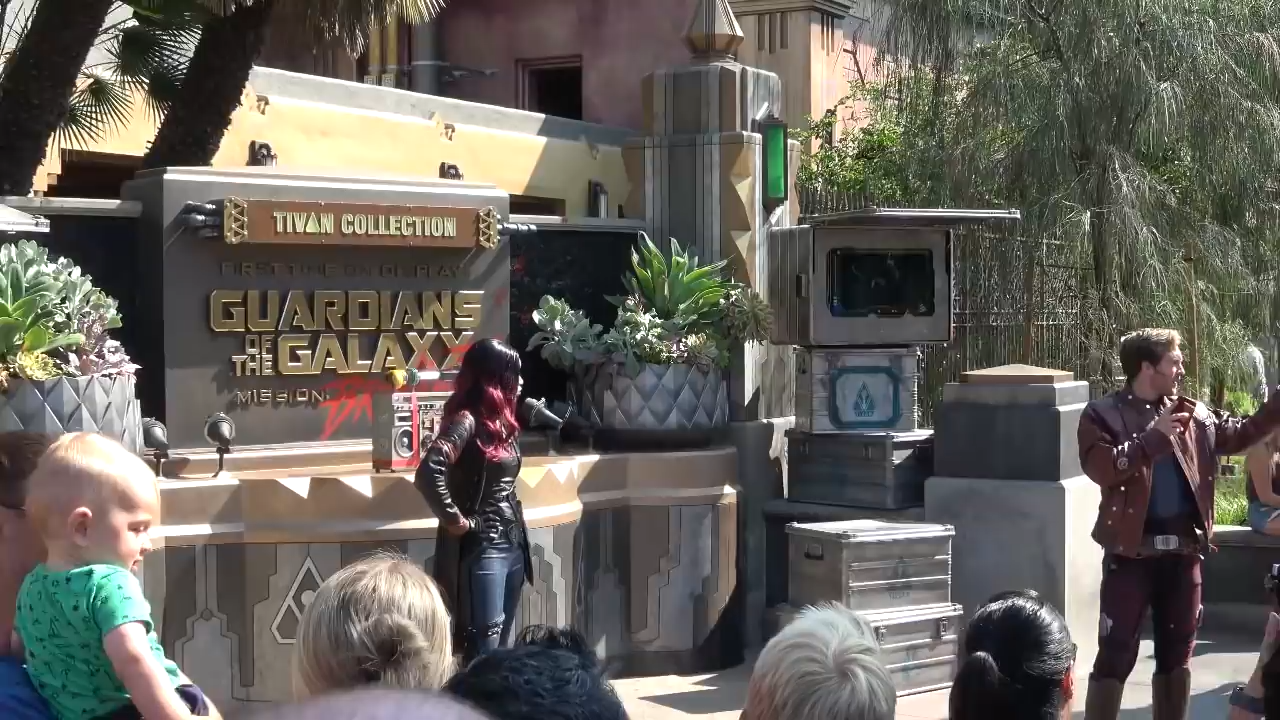 TIVAN COLLECTION
FIRST TIME ON DISPLAY
GUARDIANS
OF
THE GALAXY
MISSION: